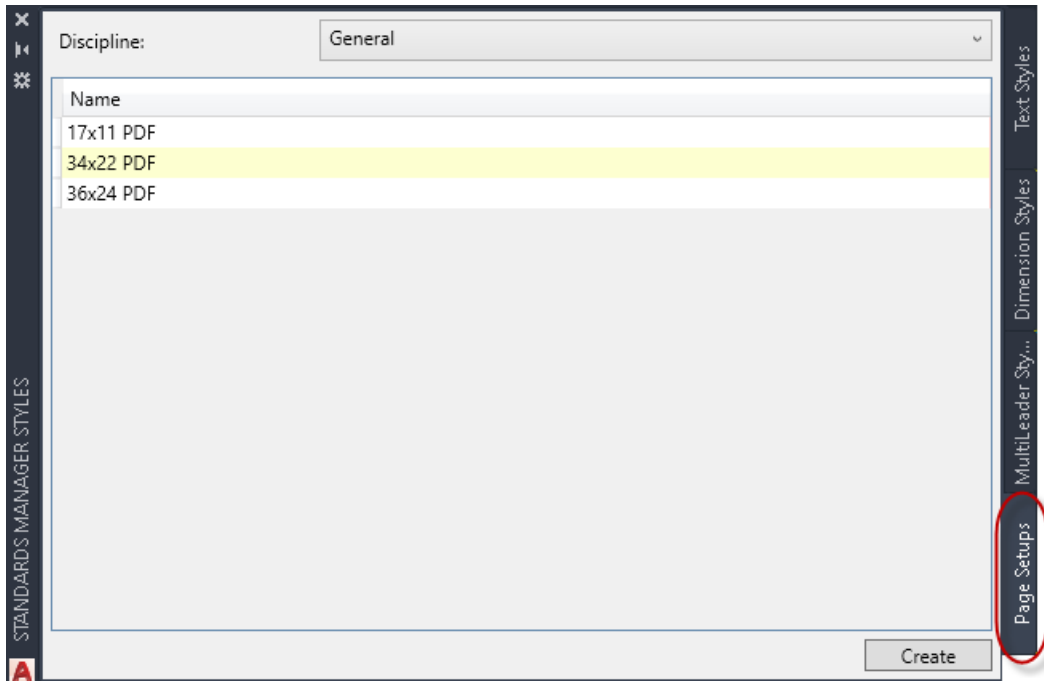 Discipline:
General
Name
17x11 PDF
34x22 PDF
36x24 PDF
Create
Text Styles
Dimension Styles
MultiLeader Sty...
Page Setups
STANDARDS MANAGER STYLES
A